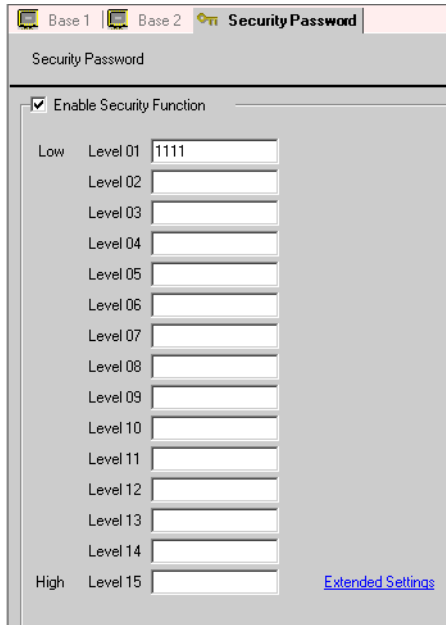 Base 1 Base 2 Security Password
Security Password
Enable Security Function
Low Level 01 1111
Level 02
Level 03
Level 04
Level 05
Level 06
Level 07
Level 08
Level 09
Level 10
Level 11
Level 12
Level 13
Level 14
High Level 15 Extended Settings